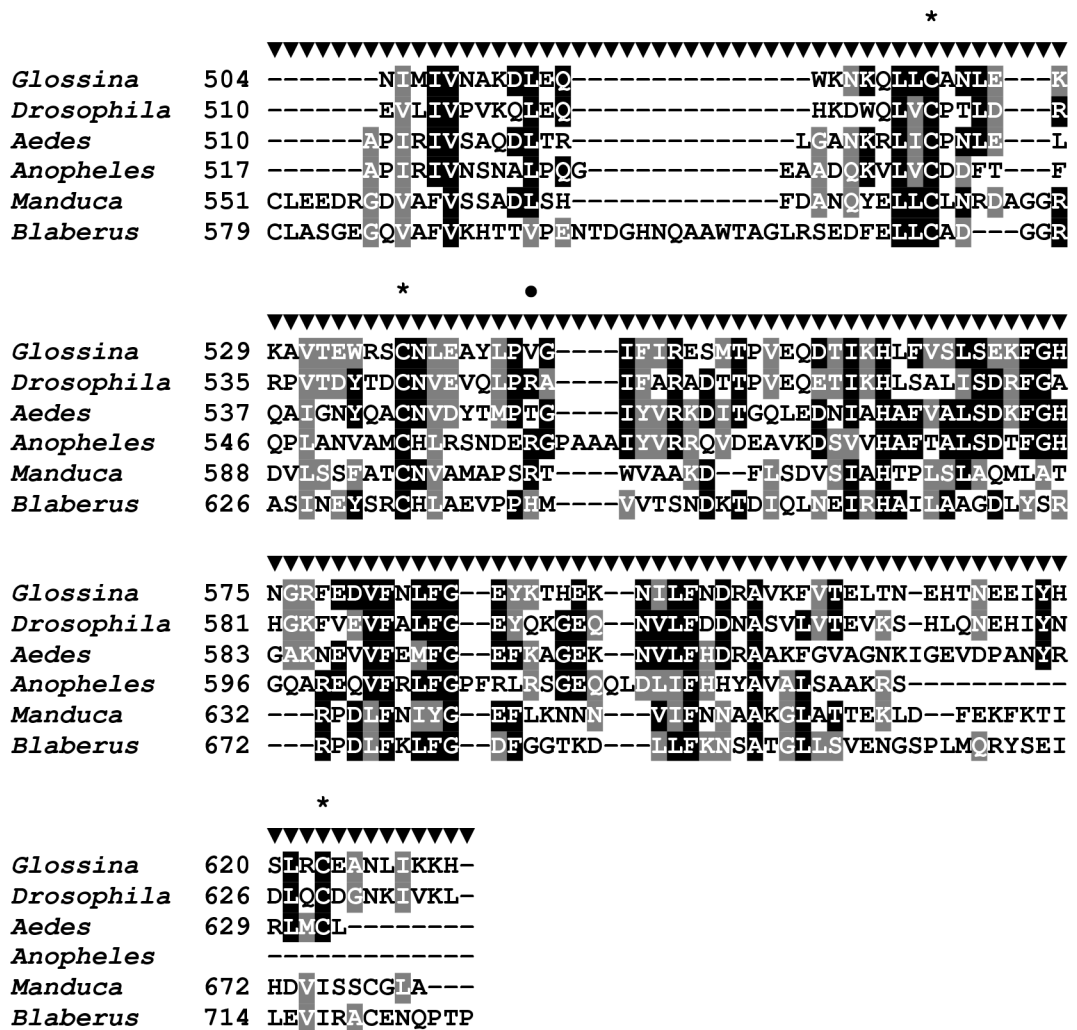 *
▼▼▼▼▼▼▼▼▼▼▼▼▼▼▼▼▼▼▼▼▼▼▼▼▼▼▼▼▼▼▼▼▼▼▼▼▼▼▼▼▼▼▼▼▼▼▼▼▼▼
Glossina 504 -------NIMIVNAKDLEQ---------------WKNKQLLCANLE---K
Drosophila 510 -------EVLIVPVKQLEQ---------------HKDWQLVCPTLD---R
Aedes 510 ------APIRIVSAQDLTR--------------LGANKRLICPNLE---L
Anopheles 517 ------APIRIVNSNALPQG------------EAADQKVLVCDDFT---F
Manduca 551 CLEEDRGDVAFVSSADLSH-------------FDANQYELLCLNRDAGGR
Blaberus 579 CLASGEGQVAFVKHTTVPENTDGHNQAAWTAGLRSEDFELLCAD---GGR
* ●
▼▼▼▼▼▼▼▼▼▼▼▼▼▼▼▼▼▼▼▼▼▼▼▼▼▼▼▼▼▼▼▼▼▼▼▼▼▼▼▼▼▼▼▼▼▼▼▼▼▼
Glossina 529 KAVTEWRSCNLEAYLPVG----IFIRESMTPVEQDTIKHLFVSLSEKFGH
Drosophila 535 RPVTDYTDCNVEVQLPRA----IFARADTTPVEQETIKHLSALISDRFGA
Aedes 537 QAIGNYQACNVDYTMPTG----IYVRKDITGQLEDNIAHAFVALSDKFGH
Anopheles 546 QPLANVAMCHLRSNDERGPAAAIYVRRQVDEAVKDSVVHAFTALSDTFGH
Manduca 588 DVLSSFATCNVAMAPSRT----WVAAKD--FLSDVSIAHTPLSLAQMLAT
Blaberus 626 ASINEYSRCHLAEVPPHM----VVTSNDKTDIQLNEIRHAILAAGDLYSR
▼▼▼▼▼▼▼▼▼▼▼▼▼▼▼▼▼▼▼▼▼▼▼▼▼▼▼▼▼▼▼▼▼▼▼▼▼▼▼▼▼▼▼▼▼▼▼▼▼▼
Glossina 575 NGRFEDVFNLFG--EYKTHEK--NILFNDRAVKFVTELTN-EHTNEEIYH
Drosophila 581 HGKFVEVFALFG--EYQKGEQ--NVLFDDNASVLVTEVKS-HLQNEHIYN
Aedes 583 GAKNEVVFEMFG--EFKAGEK--NVLFHDRAAKFGVAGNKIGEVDPANYR
Anopheles 596 GQAREQVFRLFGPFRLRSGEQQLDLIFHHYAVALSAAKRS----------
Manduca 632 ---RPDLFNIYG--EFLKNNN---VIFNNAAKGLATTEKLD--FEKFKTI
Blaberus 672 ---RPDLFKLFG--DFGGTKD---LLFKNSATGLLSVENGSPLMQRYSEI
*
▼▼▼▼▼▼▼▼▼▼▼▼▼
Glossina 620 SLRCEANLIKKH-
Drosophila 626 DLQCDGNKIVKL-
Aedes 629 RLMCL--------
Anopheles -------------
Manduca 672 HDVISSCGLA---
Blaberus 714 LEVIRACENQPTP